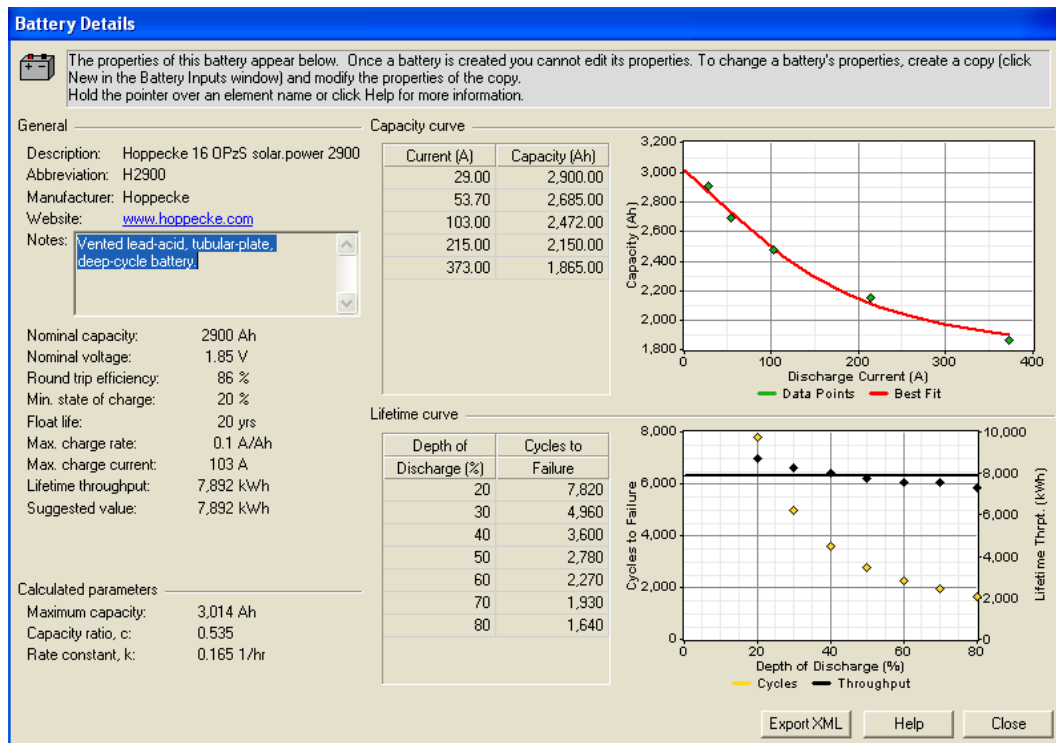 Battery Details
The properties of this battery appear below.  Once a battery is created you cannot edit its properties. To change a battery's properties, create a copy (click
New in the Battery Inputs window) and modify the properties of the copy.
Hold the pointer over an element name or click Help for more information.
General
Description: Hoppecke 16 OPzS solar.power 2900
Abbreviation: H2900
Manufacturer: Hoppecke
Website: www.hoppecke.com
Notes: Vented lead-acid, tubular-plate,
deep-cycle battery.
Nominal capacity: 2900 Ah
Nominal voltage: 1.85 V
Round trip efficiency: 86 %
Min. state of charge: 20 %
Float life: 20 yrs
Max. charge rate: 0.1 A/Ah
Max. charge current: 103 A
Lifetime throughput: 7,892 kWh
Suggested value: 7,892 kWh
Calculated parameters
Maximum capacity: 3,014 Ah
Capacity ratio, c: 0.535
Rate constant, k: 0.165 1/hr
Capacity curve
Current (A) Capacity (Ah)
29.00 2,900.00
53.70 2,685.00
103.00 2,472.00
215.00 2,150.00
373.00 1,865.00
3,200
3,000
2,800
2,600
2,400
2,200
2,000
1,800
Capacity (Ah)
0 100 200 300 400
Discharge Current (A)
Data Points Best Fit
Lifetime curve
Depth of Cycles to
Discharge (%) Failure
20 7,820
30 4,960
40 3,600
50 2,780
60 2,270
70 1,930
80 1,640
8,000
6,000
4,000
2,000
0
Cycles to Failure
10,000
8,000
6,000
4,000
2,000
0
Lifetime Thrpt. (kWh)
0 20 40 60 80
Depth of Discharge (%)
Cycles Throughput
Export XML Help Close